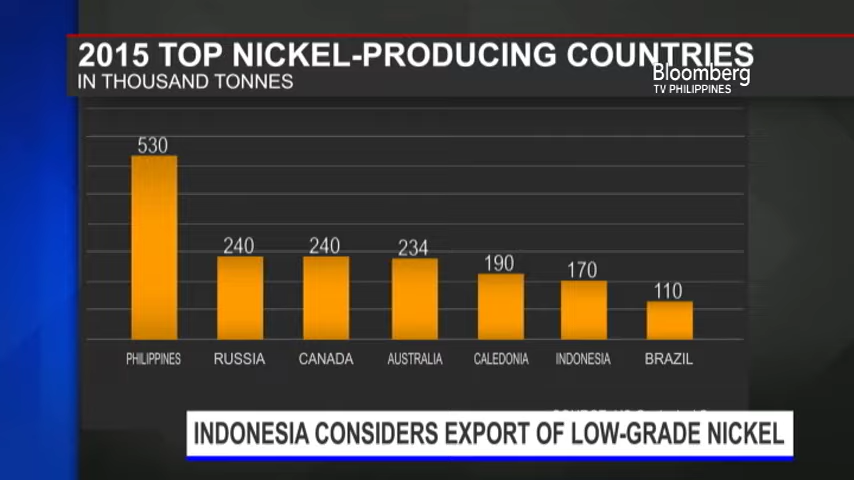 2015 TOP NICKEL-PRODUCING COUNTRIES
IN THOUSAND TONNES
Bloomberg
TV PHILIPPINES
530
240
240
234
190
170
110
PHILIPPINES
RUSSIA
CANADA
AUSTRALIA
CALEDONIA
INDONESIA
BRAZIL
INDONESIA CONSIDERS EXPORT OF LOW-GRADE NICKEL